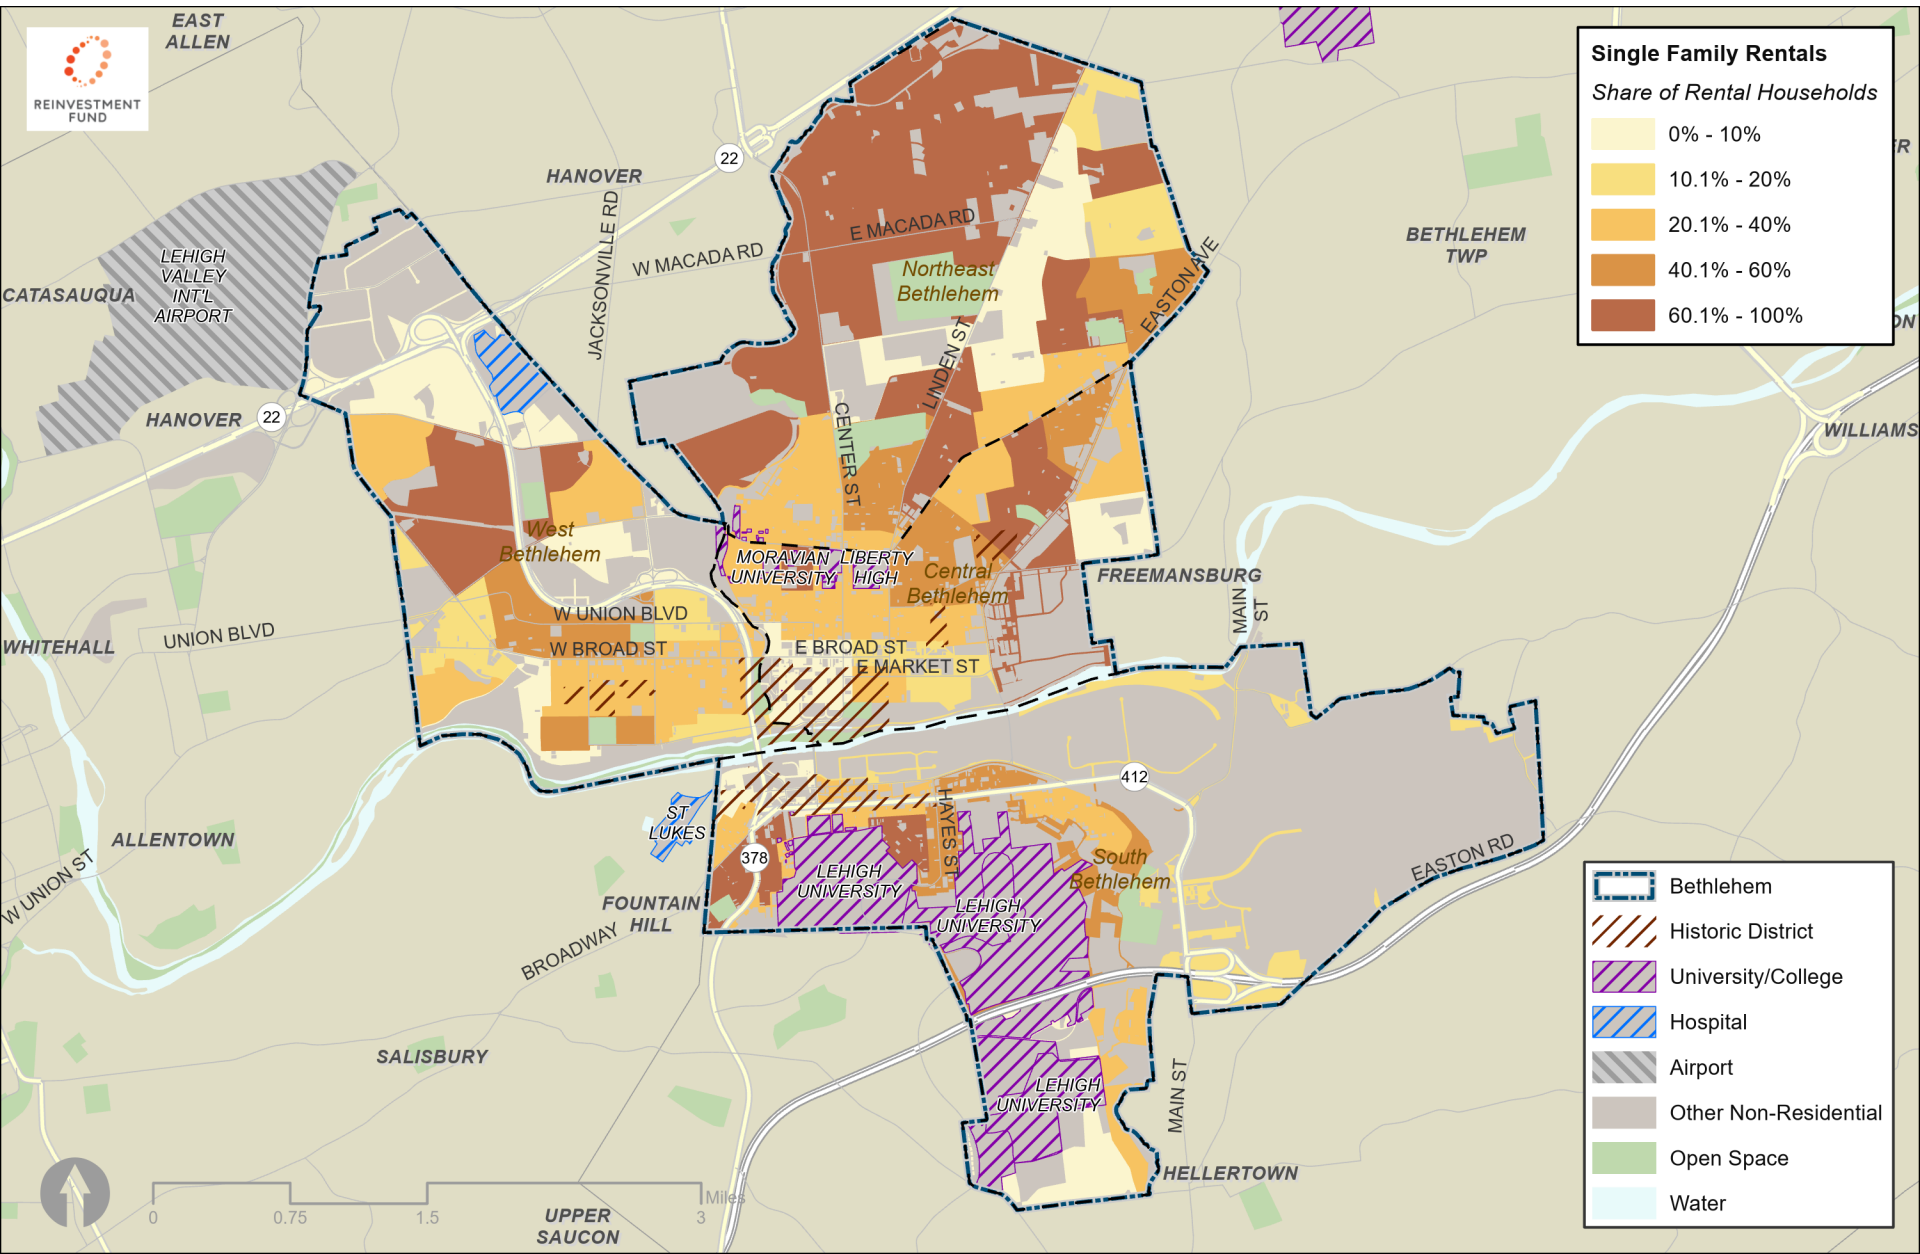 EAST
ALLEN
REINVESTMENT
FUND
Single Family Rentals
Share of Rental Households
0% - 10%
10.1% - 20%
20.1% - 40%
40.1% - 60%
60.1% - 100%
22
HANOVER
JACKSONVILLE RD
W MACADA RD
E MACADA RD
Northeast
Bethlehem
EASTON AVE
BETHLEHEM
TWP
LEHIGH
VALLEY
INT'L
AIRPORT
CATASAUQUA
HANOVER
22
LINDEN ST
CENTER ST
WILLIAMS
West
Bethlehem
MORAVIAN
UNIVERSITY
LIBERTY
HIGH
Central
Bethlehem
FREEMANSBURG
MAIN
ST
W UNION BLVD
UNION BLVD
WHITEHALL
W BROAD ST
E BROAD ST
E MARKET ST
412
HAYES ST
ST
LUKES
378
ALLENTOWN
W UNION ST
LEHIGH
UNIVERSITY
South
Bethlehem
EASTON RD
LEHIGH
UNIVERSITY
FOUNTAIN
HILL
BROADWAY
SALISBURY
LEHIGH
UNIVERSITY
MAIN ST
HELLERTOWN
UPPER
SAUCON
0
0.75
1.5
3
Miles
Bethlehem
Historic District
University/College
Hospital
Airport
Other Non-Residential
Open Space
Water